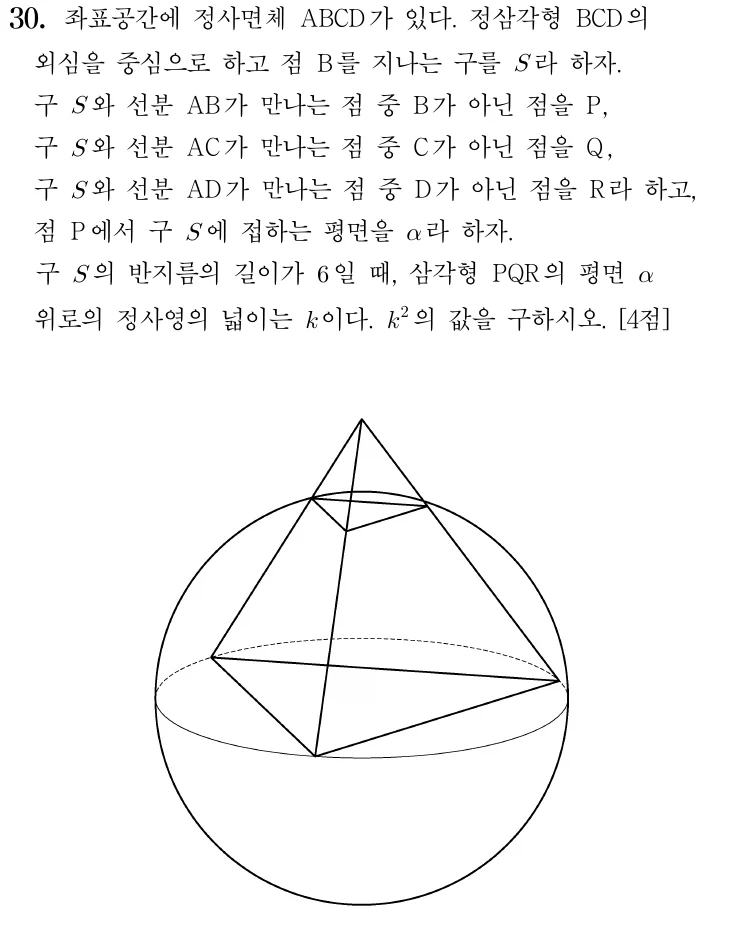 30. 좌표공간에 정사면체 ABCD가 있다. 정삼각형 BCD의
외심을 중심으로 하고 점 B를 지나는 구를 S라 하자.
구 S와 선분 AB가 만나는 점 중 B가 아닌 점을 P,
구 S와 선분 AC가 만나는 점 중 C가 아닌 점을 Q,
구 S와 선분 AD가 만나는 점 중 D가 아닌 점을 R라 하고,
점 P에서 구 S에 접하는 평면을 α라 하자.
구 S의 반지름의 길이가 6일 때, 삼각형 PQR의 평면 α
위로의 정사영의 넓이는 k이다. k²의 값을 구하시오. [4점]